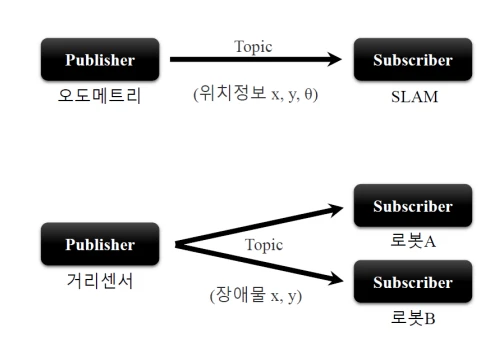 Publisher
Topic
Subscriber
오도메트리
(위치정보 x, y, θ)
SLAM
Subscriber
Publisher
Topic
로봇A
거리센서
(장애물 x, y)
Subscriber
로봇B